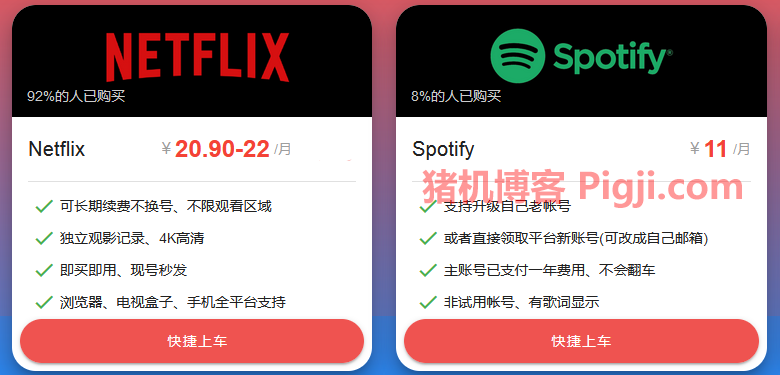 NETFLIX
92%的人已购买
Netflix
¥ 20.90-22 /月
可长期续费不换号、不限观看区域
独立观影记录、4K高清
即买即用、现号秒发
浏览器、电视盒子、手机全平台支持
快捷上车
Spotify
8%的人已购买
Spotify
¥ 11 /月
猪机博客 Pigji.com
支持升级自己老帐号
或者直接领取平台新账号(可改成自己邮箱)
主账号已支付一年费用、不会翻车
非试用帐号、有歌词显示
快捷上车